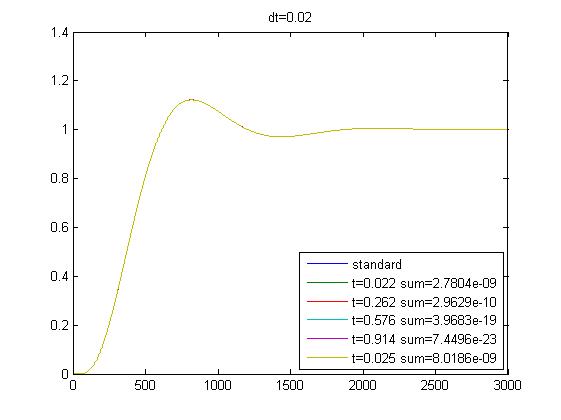 dt=0.02
1.4
1.2
1
0.8
0.6
0.4
0.2
0
standard
t=0.022 sum=2.7804e-09
t=0.262 sum=2.9629e-10
t=0.576 sum=3.9683e-19
t=0.914 sum=7.4496e-23
t=0.025 sum=8.0186e-09
0 500 1000 1500 2000 2500 3000